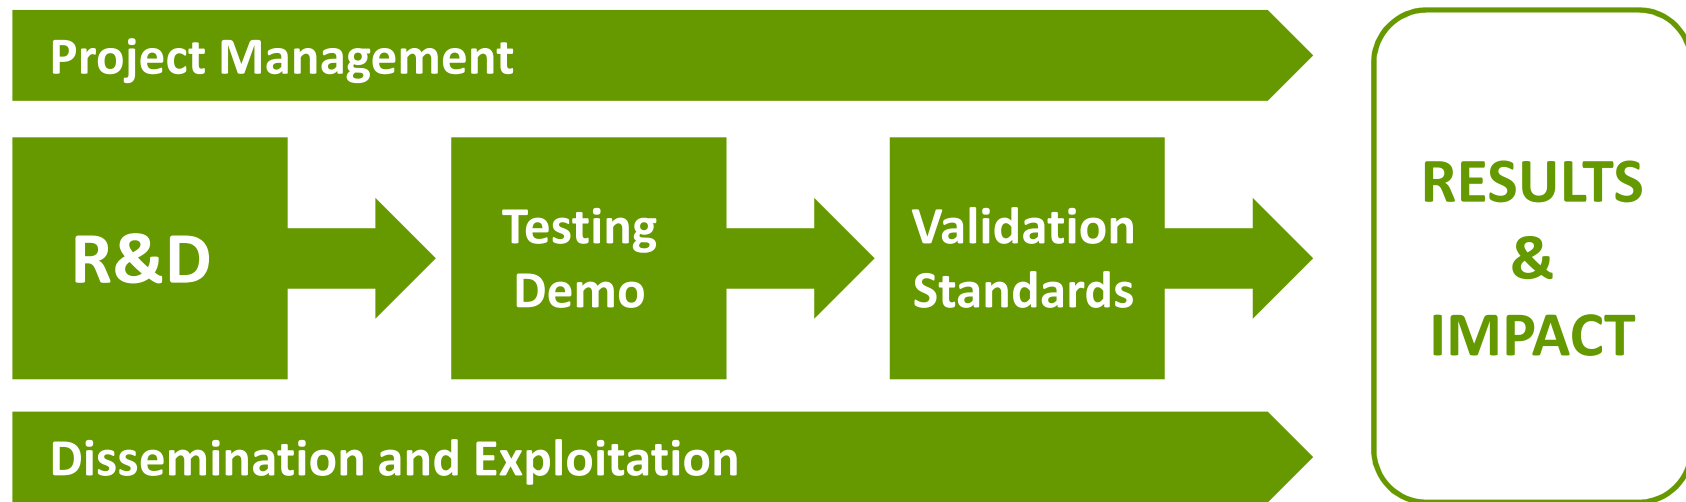 Project Management
R&D
Testing
Demo
Validation
Standards
RESULTS
&
IMPACT
Dissemination and Exploitation